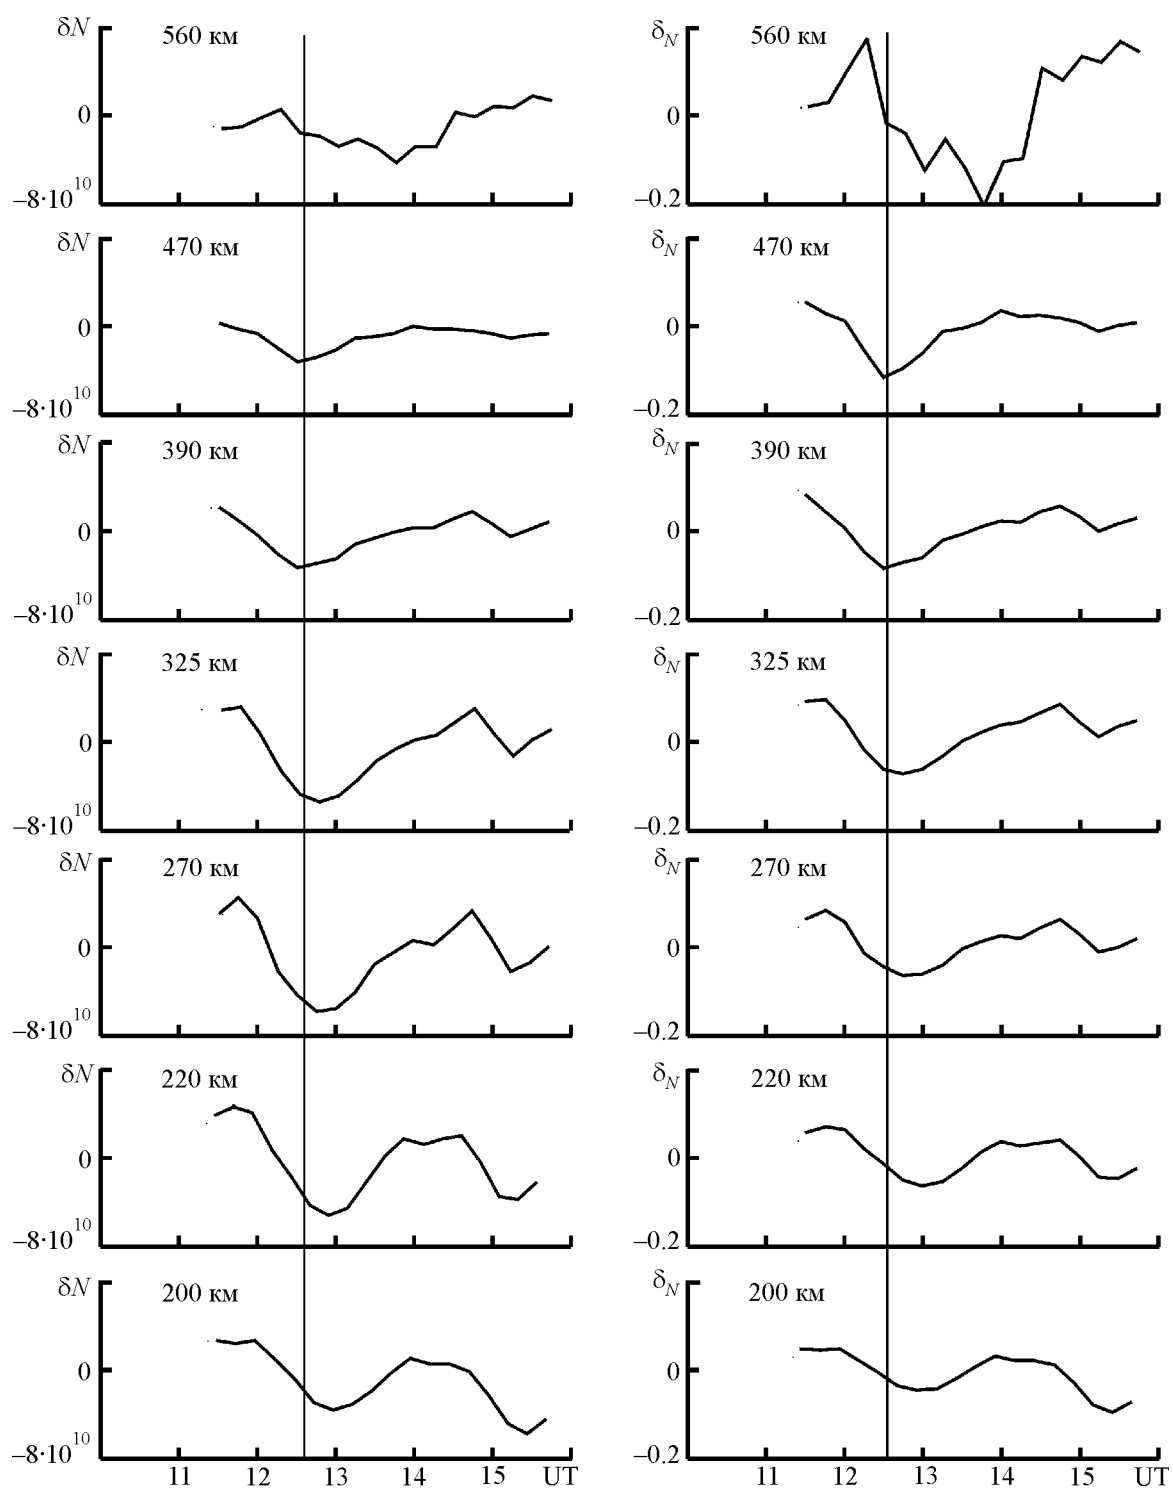 δN 560 км δN 560 км
0 0
–8·10^10 –0.2
δN 470 км δN 470 км
0 0
–8·10^10 –0.2
δN 390 км δN 390 км
0 0
–8·10^10 –0.2
δN 325 км δN 325 км
0 0
–8·10^10 –0.2
δN 270 км δN 270 км
0 0
–8·10^10 –0.2
δN 220 км δN 220 км
0 0
–8·10^10 –0.2
δN 200 км δN 200 км
0 0
–8·10^10 –0.2
11 12 13 14 15 UT 11 12 13 14 15 UT